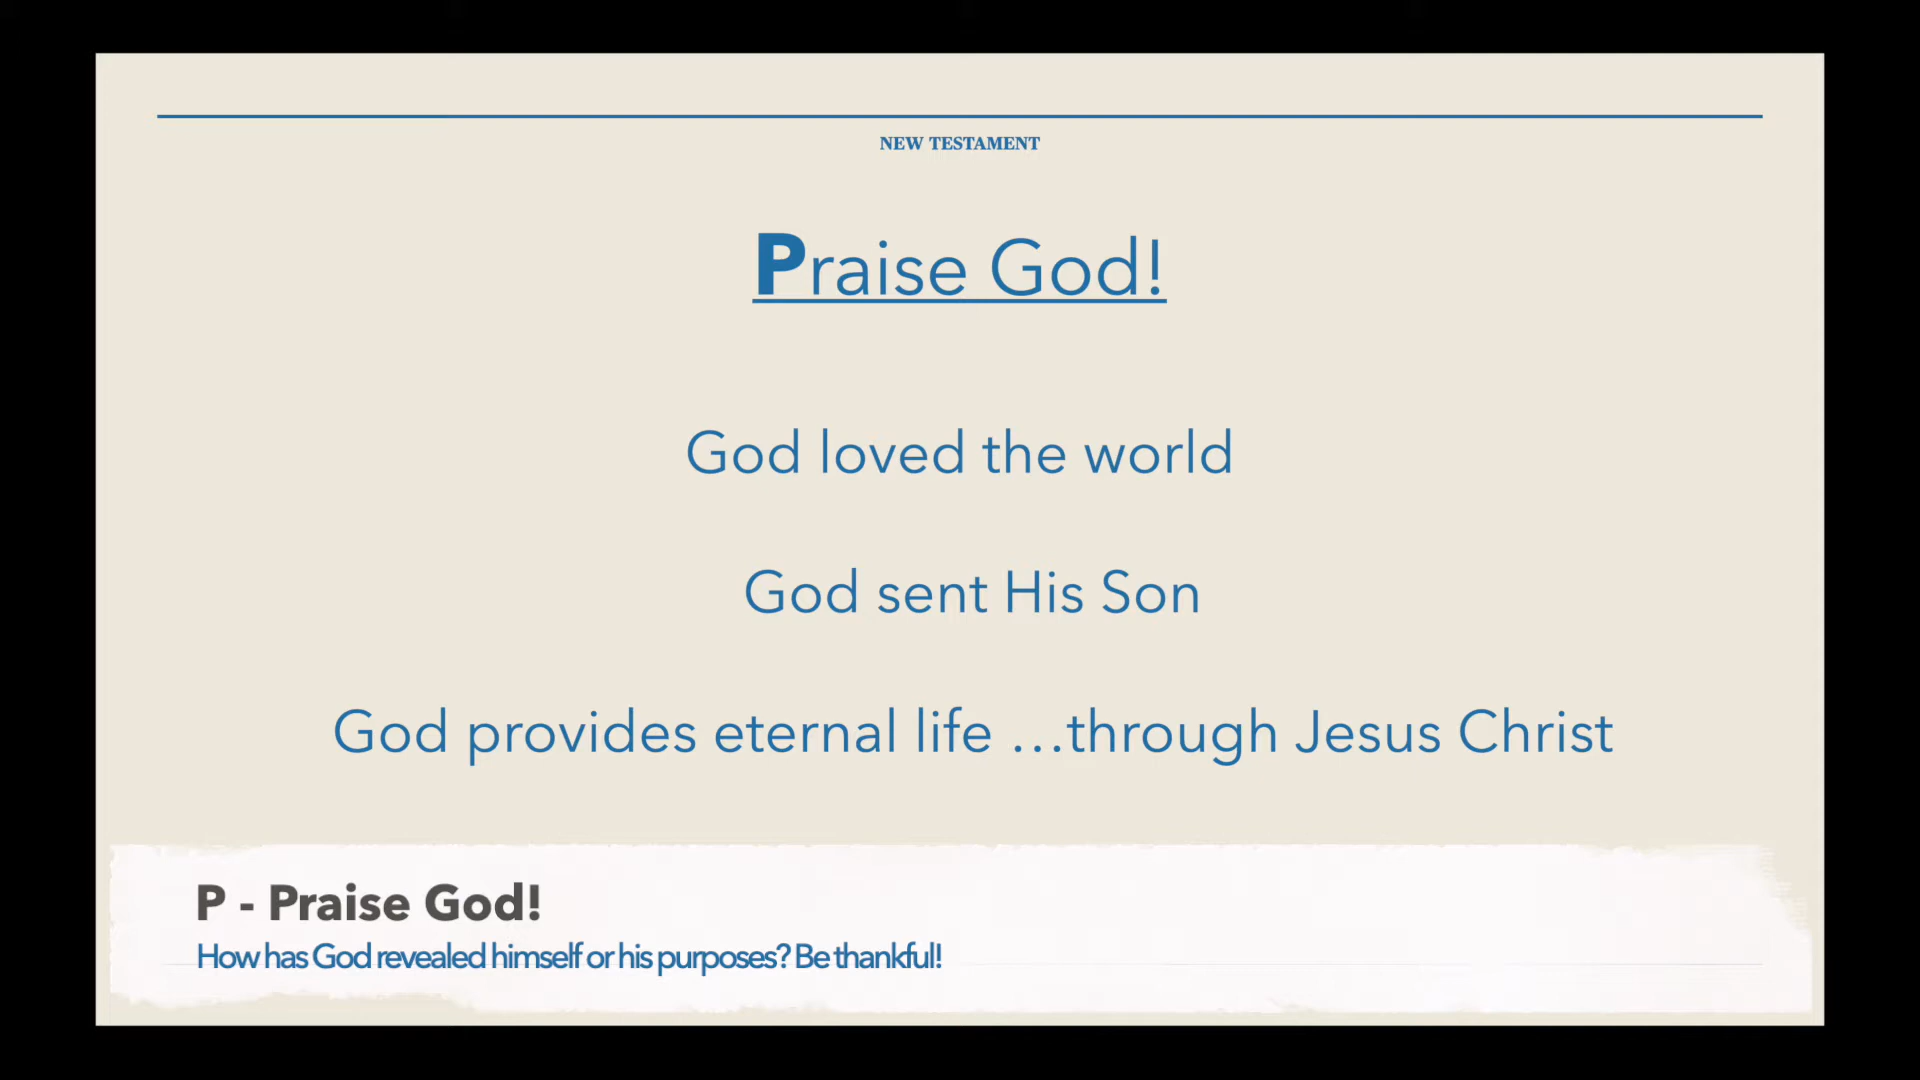 NEW TESTAMENT
Praise God!
God loved the world
God sent His Son
God provides eternal life …through Jesus Christ
P - Praise God!
How has God revealed himself or his purposes? Be thankful!